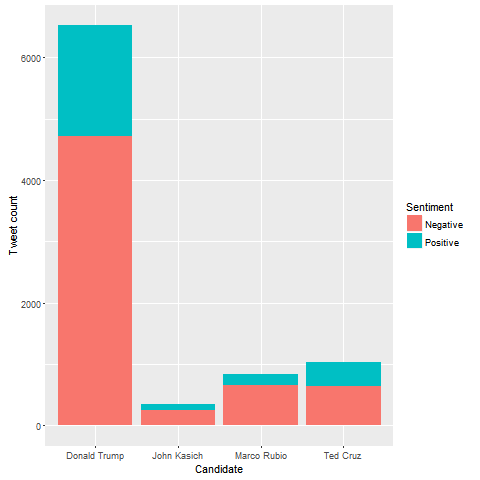 6000
4000
2000
0
Tweet count
Donald Trump
John Kasich
Marco Rubio
Ted Cruz
Candidate
Sentiment
Negative
Positive